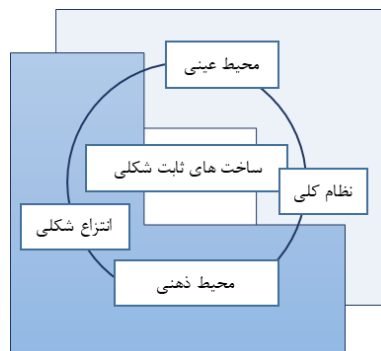 محیط عینی
ساخت های ثابت شکلی
نظام کلی
انتزاع شکلی
محیط ذهنی